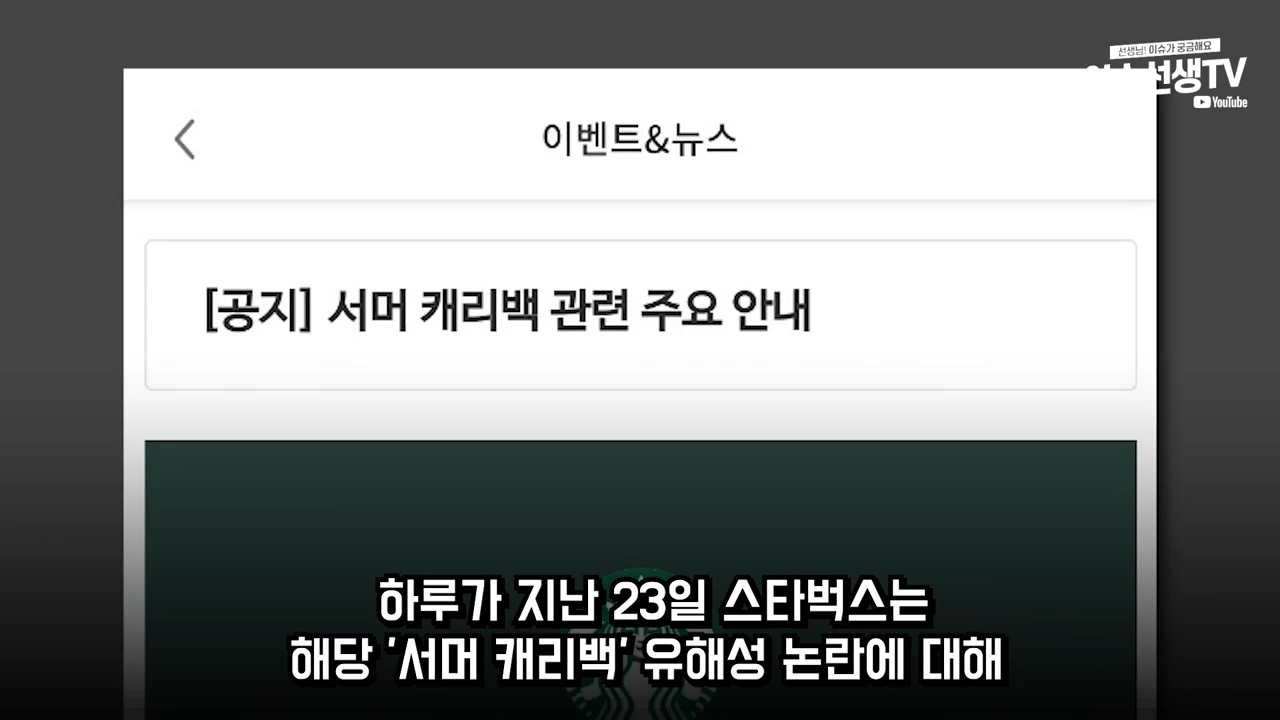 선생님! 이슈가 궁금해요
선생TV
YouTube
이벤트&뉴스
[공지] 서머 캐리백 관련 주요 안내
하루가 지난 23일 스타벅스는
해당 '서머 캐리백' 유해성 논란에 대해